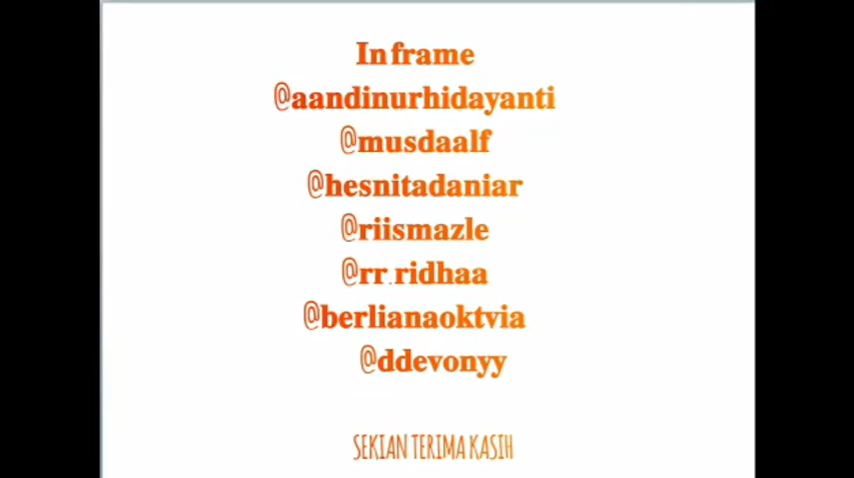 In frame
@aandinurhidayanti
@musdaalf
@hesnitadaniar
@riismazle
@rr.ridhaa
@berlianaoktvia
@ddevonyy
SEKIAN TERIMA KASIH